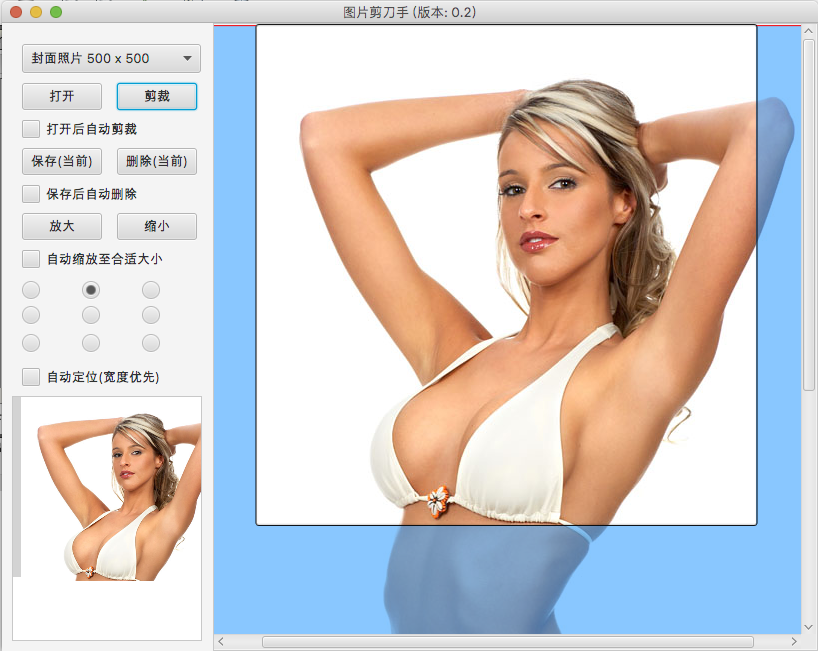 图片剪刀手 (版本: 0.2)
封面照片 500 x 500
打开 剪裁
打开后自动剪裁
保存(当前) 删除(当前)
保存后自动删除
放大 缩小
自动缩放至合适大小
自动定位(宽度优先)